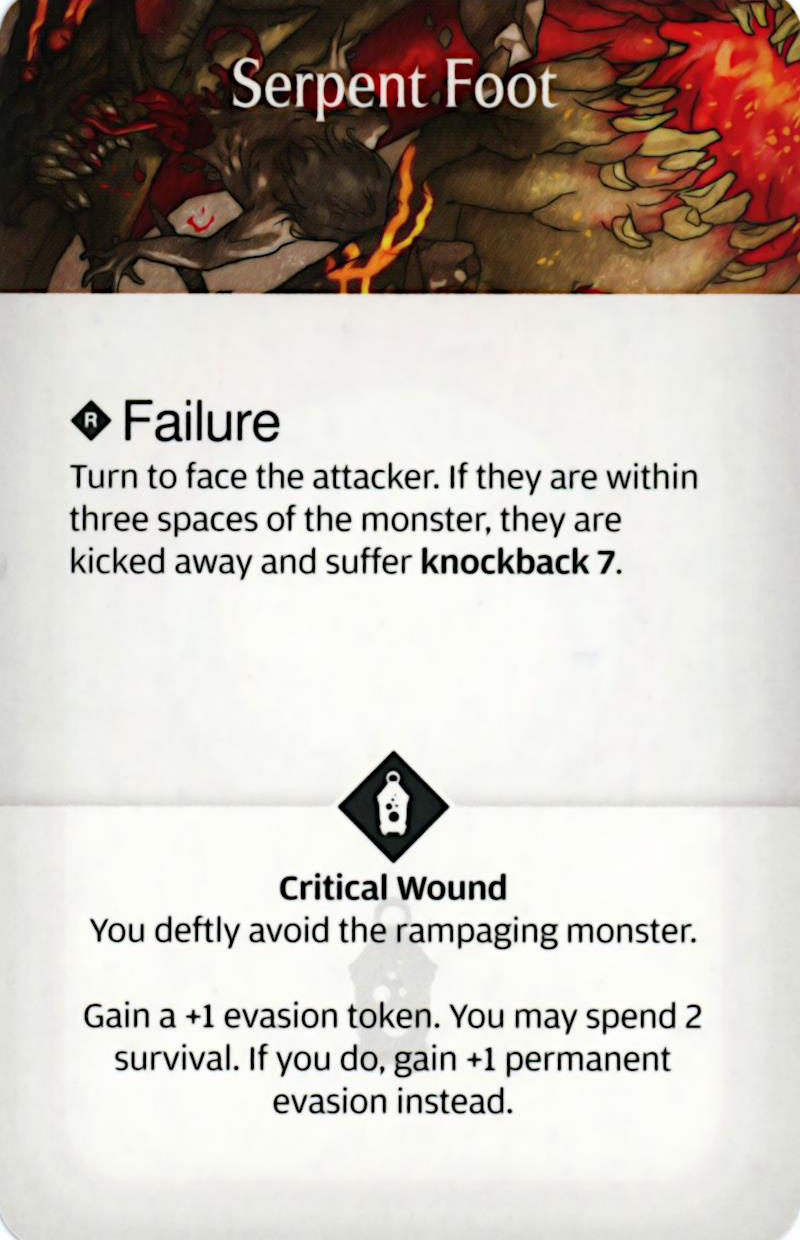 Serpent Foot
R Failure
Turn to face the attacker. If they are within
three spaces of the monster, they are
kicked away and suffer knockback 7.
Critical Wound
You deftly avoid the rampaging monster.
Gain a +1 evasion token. You may spend 2
survival. If you do, gain +1 permanent
evasion instead.